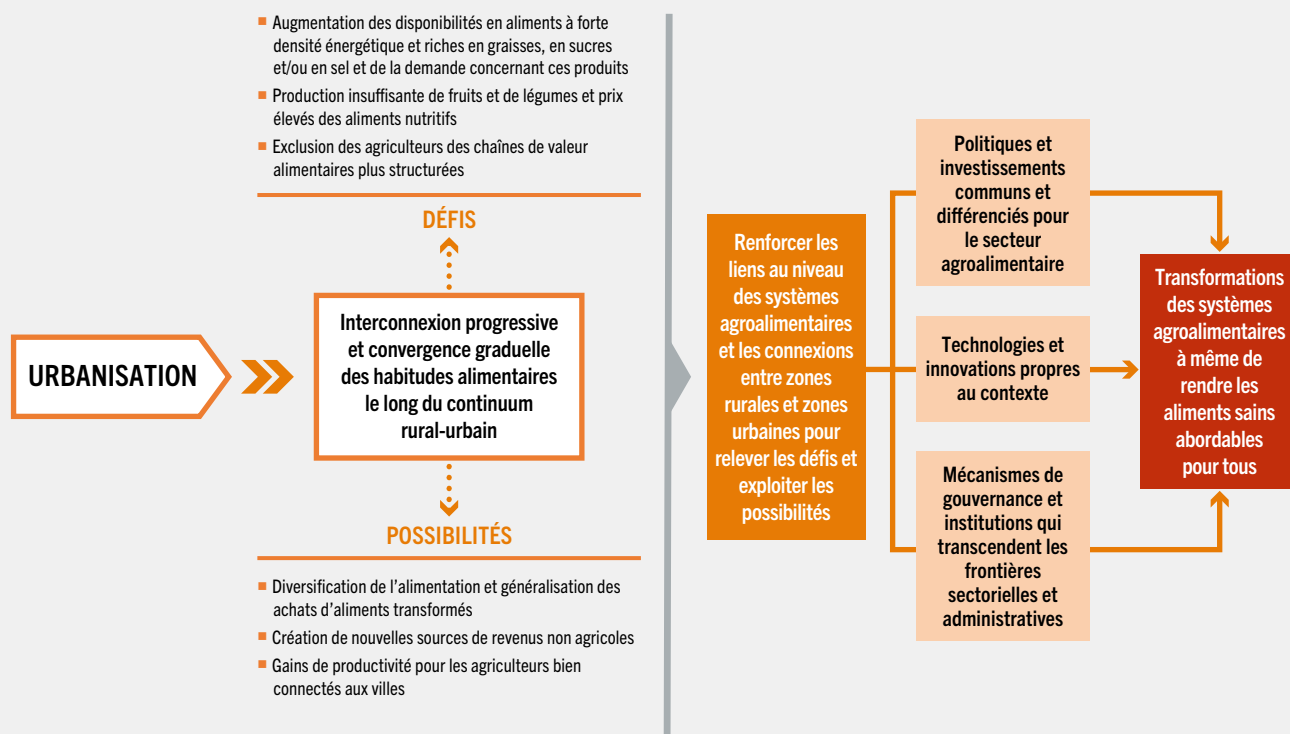 Augmentation des disponibilités en aliments à forte
densité énergétique et riches en graisses, en sucres
et/ou en sel et de la demande concernant ces produits
Production insuffisante de fruits et de légumes et prix
élevés des aliments nutritifs
Exclusion des agriculteurs des chaînes de valeur
alimentaires plus structurées
DÉFIS
URBANISATION
Interconnexion progressive
et convergence graduelle
des habitudes alimentaires
le long du continuum
rural-urbain
POSSIBILITÉS
Diversification de l’alimentation et généralisation des
achats d’aliments transformés
Création de nouvelles sources de revenus non agricoles
Gains de productivité pour les agriculteurs bien
connectés aux villes
Renforcer les
liens au niveau
des systèmes
agroalimentaires
et les connexions
entre zones
rurales et zones
urbaines pour
relever les défis et
exploiter les
possibilités
Politiques et
investissements
communs et
différenciés pour
le secteur
agroalimentaire
Technologies et
innovations propres
au contexte
Mécanismes de
gouvernance et
institutions qui
transcendent les
frontières
sectorielles et
administratives
Transformations
des systèmes
agroalimentaires
à même de
rendre les
aliments sains
abordables
pour tous